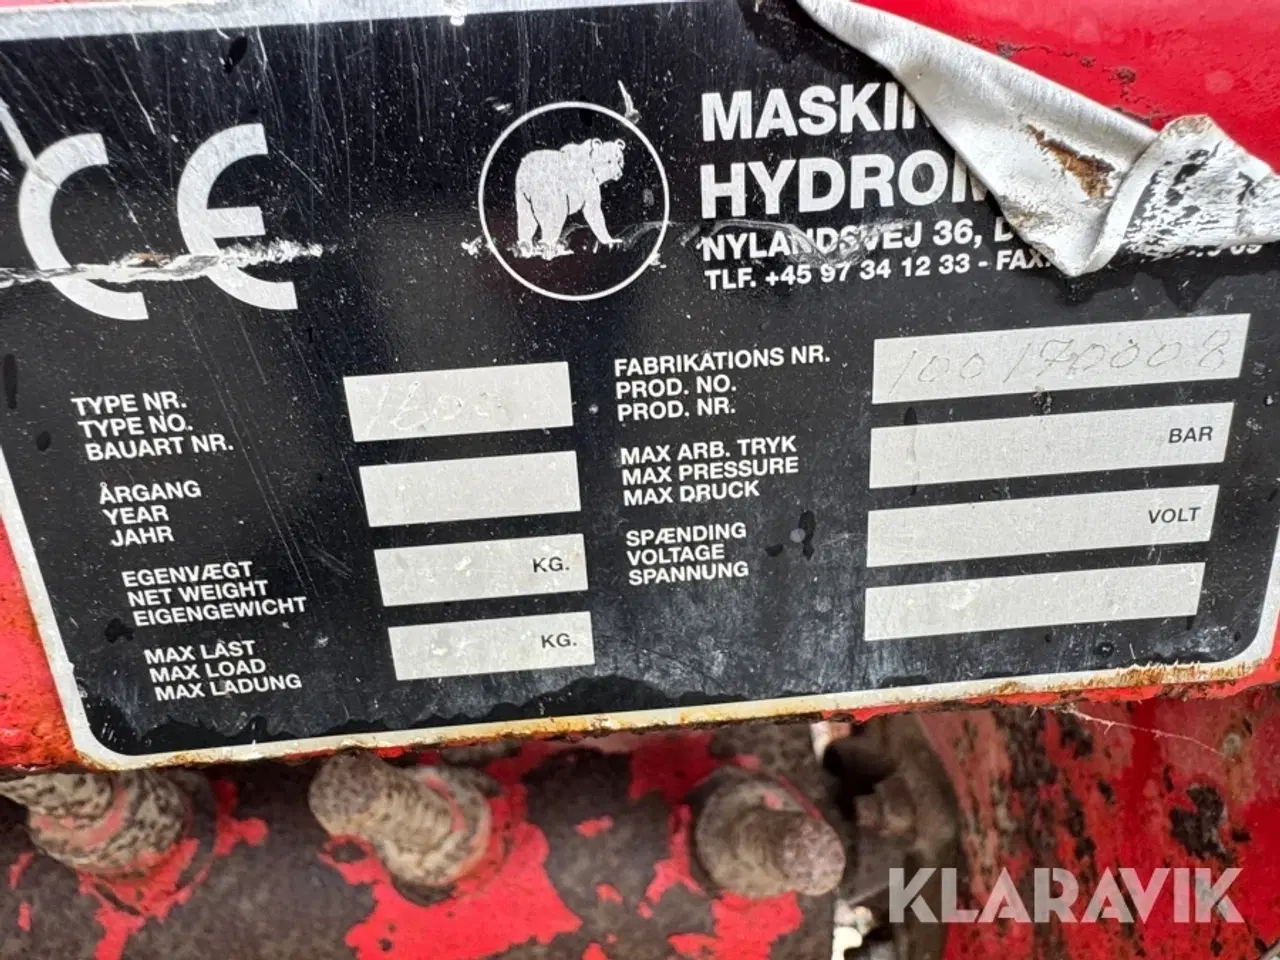 CE
TYPE NR.
TYPE NO.
BAUART NR.
ÅRGANG
YEAR
JAHR
EGENVÆGT
NET WEIGHT
EIGENGEWICHT
KG.
MAX LAST
MAX LOAD
MAX LADUNG
KG.
HYDROM
NYLANDSVEJ 36,
TLF. +45 97 34 12 33 - FAX.
FABRIKATIONS NR.
PROD. NO.
PROD. NR.
100170008
MAX ARB. TRYK
MAX PRESSURE
MAX DRUCK
BAR
SPÆNDING
VOLTAGE
SPANNUNG
VOLT
KLARAVIK